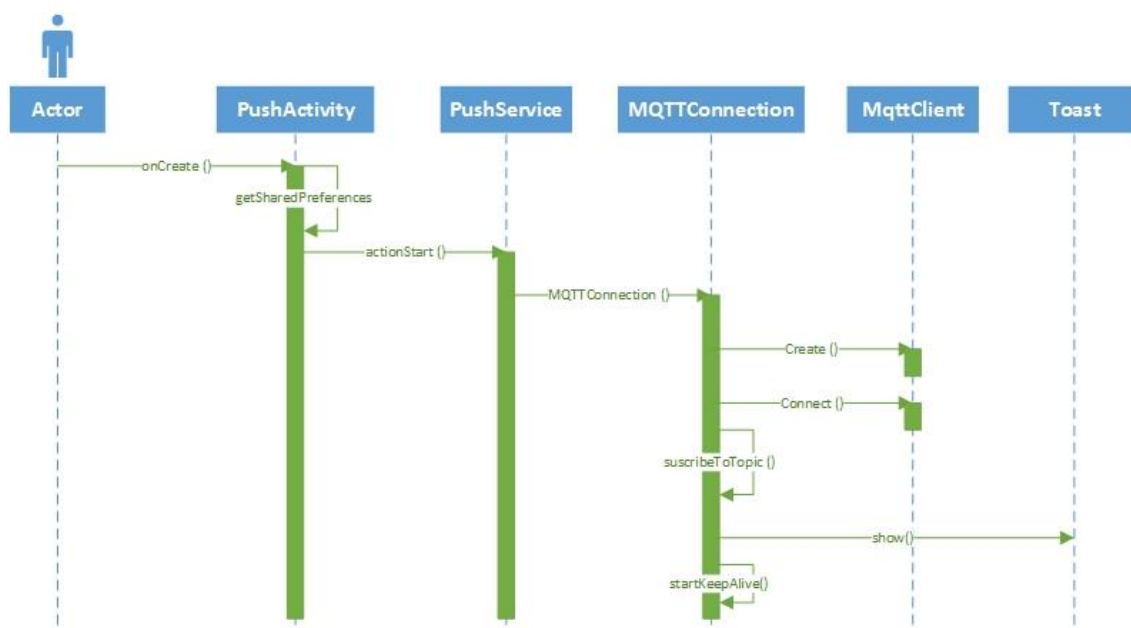 Actor
PushActivity
PushService
MQTTConnection
MqttClient
Toast
onCreate ()
getSharedPreferences
actionStart ()
MQTTConnection ()
Create ()
Connect ()
suscribeToTopic ()
show()
startKeepAlive()